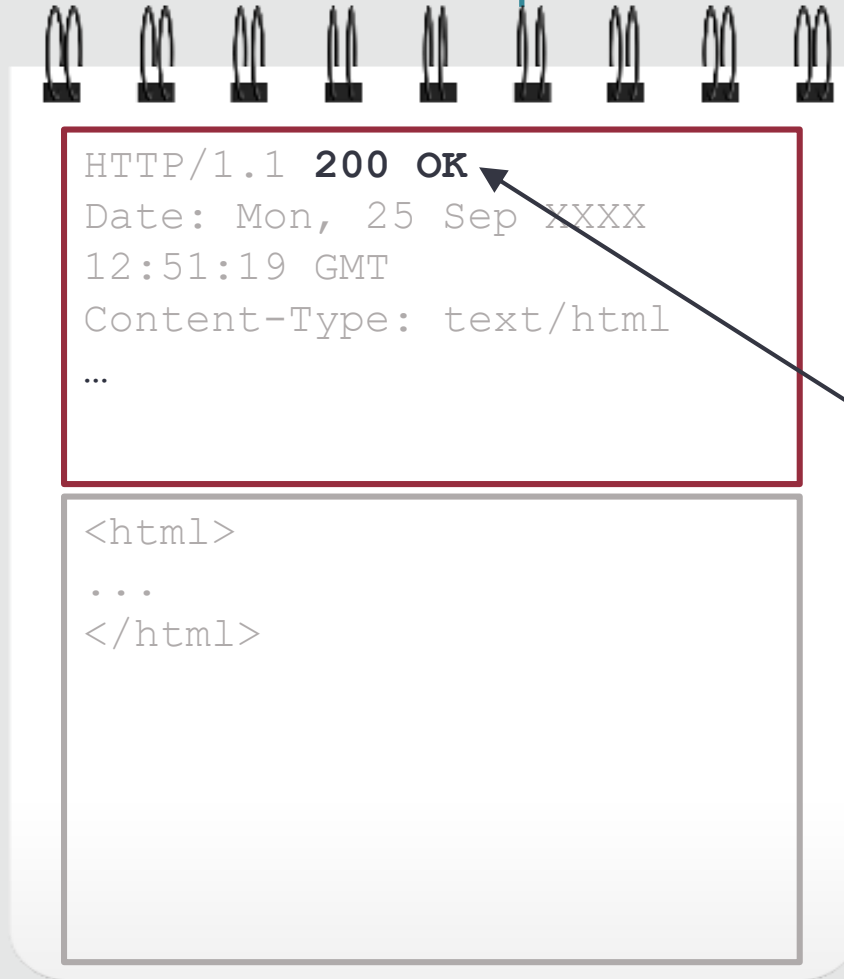 HTTP/1.1 200 OK
Date: Mon, 25 Sep XXXX
12:51:19 GMT
Content-Type: text/html
…
<html>
...
</html>